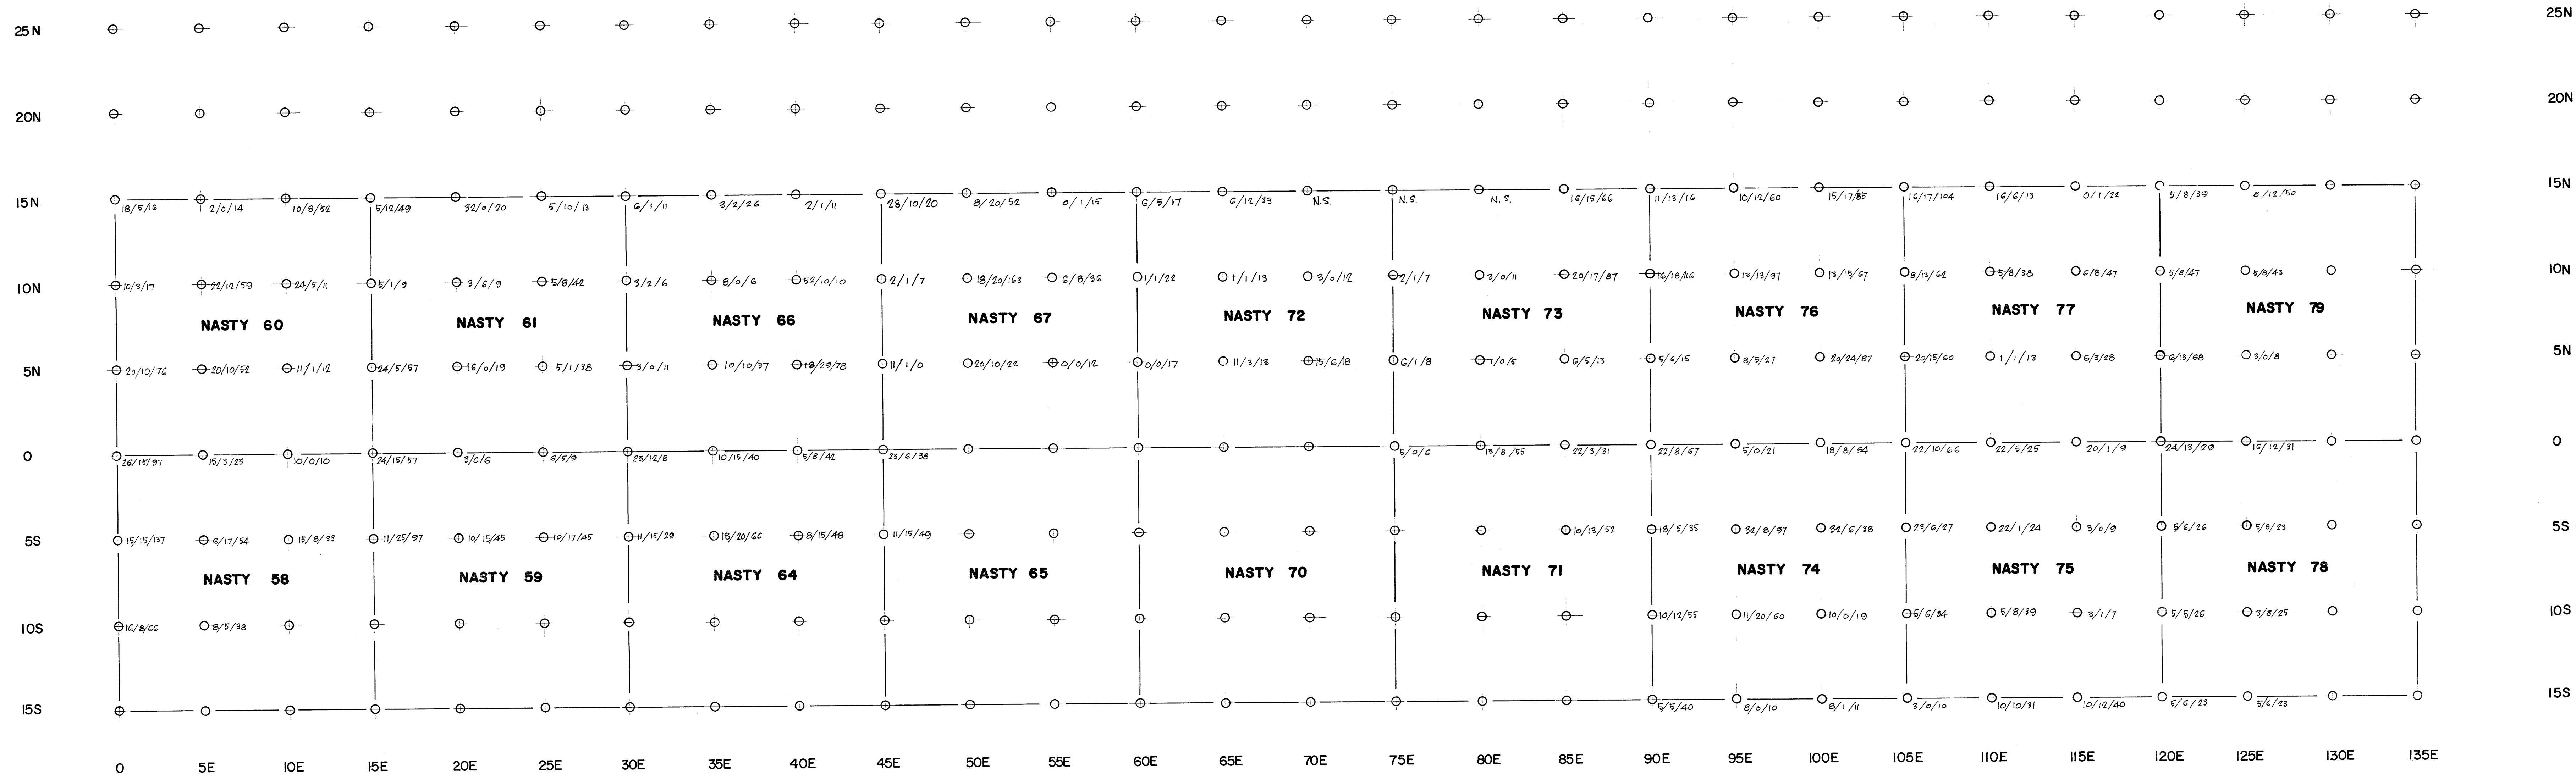 25N 25N
20N 20N
15N 15N
18/5/16 2/0/14 10/8/52 5/12/49 32/0/20 5/10/13 6/1/11 3/2/26 2/1/11 28/10/20 8/20/52 0/1/15 6/5/17 6/12/33 N.S. N.S. N.S. 16/15/66 11/13/16 10/12/60 15/17/85 16/17/104 16/6/13 0/1/22 5/8/39 8/12/50
10N 10/3/17 22/12/59 24/5/11 5/1/9 3/6/9 5/8/42 3/2/6 8/0/6 52/10/10 2/1/7 18/20/163 6/8/36 1/1/22 1/1/13 3/0/12 2/1/7 3/0/11 20/17/87 16/18/116 13/13/97 13/15/67 8/13/62 5/8/38 6/8/47 5/8/47 5/8/43 10N
NASTY 60 NASTY 61 NASTY 66 NASTY 67 NASTY 72 NASTY 73 NASTY 76 NASTY 77 NASTY 79
5N 20/10/76 20/10/52 11/1/12 24/5/57 16/0/19 5/1/38 3/0/11 10/10/37 18/29/78 11/1/0 20/10/22 0/0/12 0/0/17 11/3/18 15/6/18 6/1/8 1/0/5 6/5/13 5/6/15 8/5/27 20/24/87 20/15/60 1/1/13 6/3/28 6/13/68 3/0/8 5N
0 0
26/15/97 15/3/23 10/0/10 24/15/57 3/0/6 6/5/9 23/12/8 10/15/40 5/8/42 23/6/38 5/0/6 13/8/55 22/3/31 22/8/67 5/0/21 18/8/64 22/10/66 22/5/25 20/1/9 24/13/29 16/12/31
5S 15/15/137 6/17/54 15/8/33 11/25/97 10/15/45 10/17/45 11/15/29 18/20/66 8/15/48 11/15/49 10/13/52 18/5/35 32/8/97 32/6/38 23/6/27 22/1/24 3/0/9 5/6/26 5/8/23 5S
NASTY 58 NASTY 59 NASTY 64 NASTY 65 NASTY 70 NASTY 71 NASTY 74 NASTY 75 NASTY 78
10S 16/8/66 8/5/38 10/12/55 11/20/60 10/0/19 5/6/34 5/8/39 3/1/7 5/5/26 3/8/25 10S
15S 15S
5/5/40 8/0/10 8/1/11 3/0/10 10/10/31 10/12/40 5/6/23 5/6/23
0 5E 10E 15E 20E 25E 30E 35E 40E 45E 50E 55E 60E 65E 70E 75E 80E 85E 90E 95E 100E 105E 110E 115E 120E 125E 130E 135E